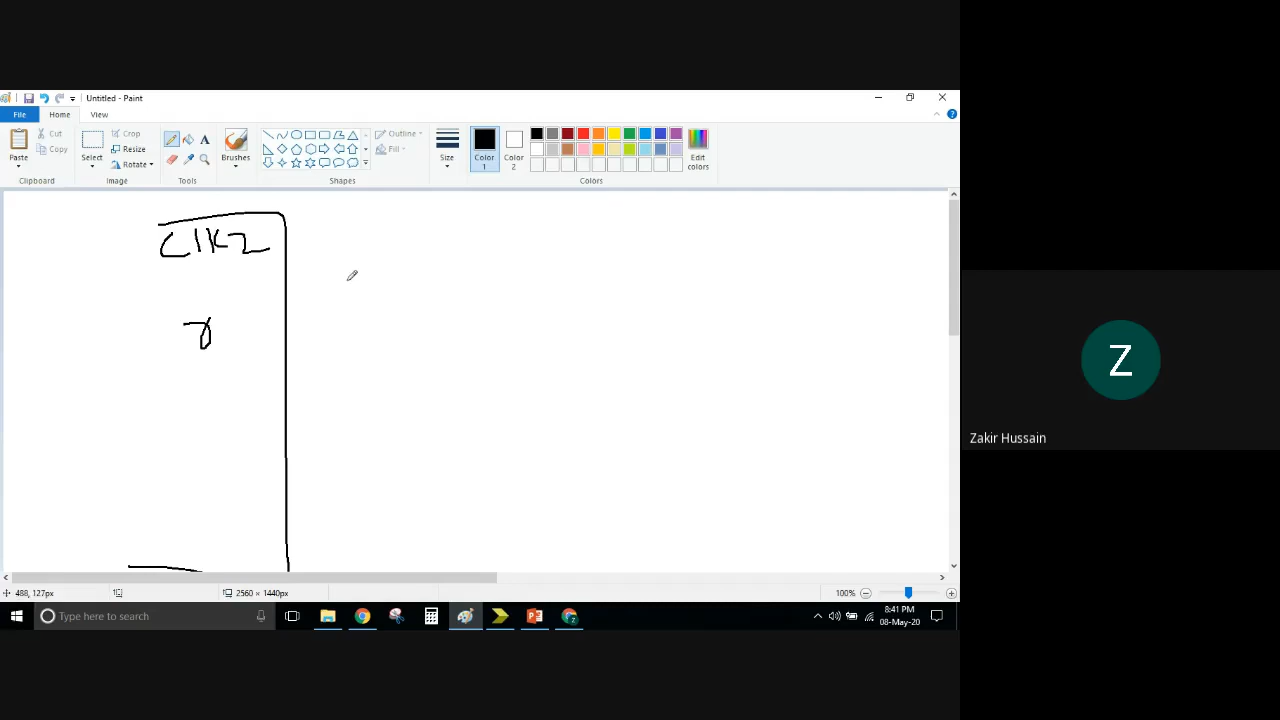 Untitled - Paint
File Home View
Paste Cut Copy Clipboard
Select Crop Resize Rotate Image
Tools
Brushes
Outline Fill Shapes
Size
Color 1 Color 2 Edit colors Colors
clk2
Z
Zakir Hussain
488, 127px 2560 × 1440px 100%
Type here to search 8:41 PM
08-May-20